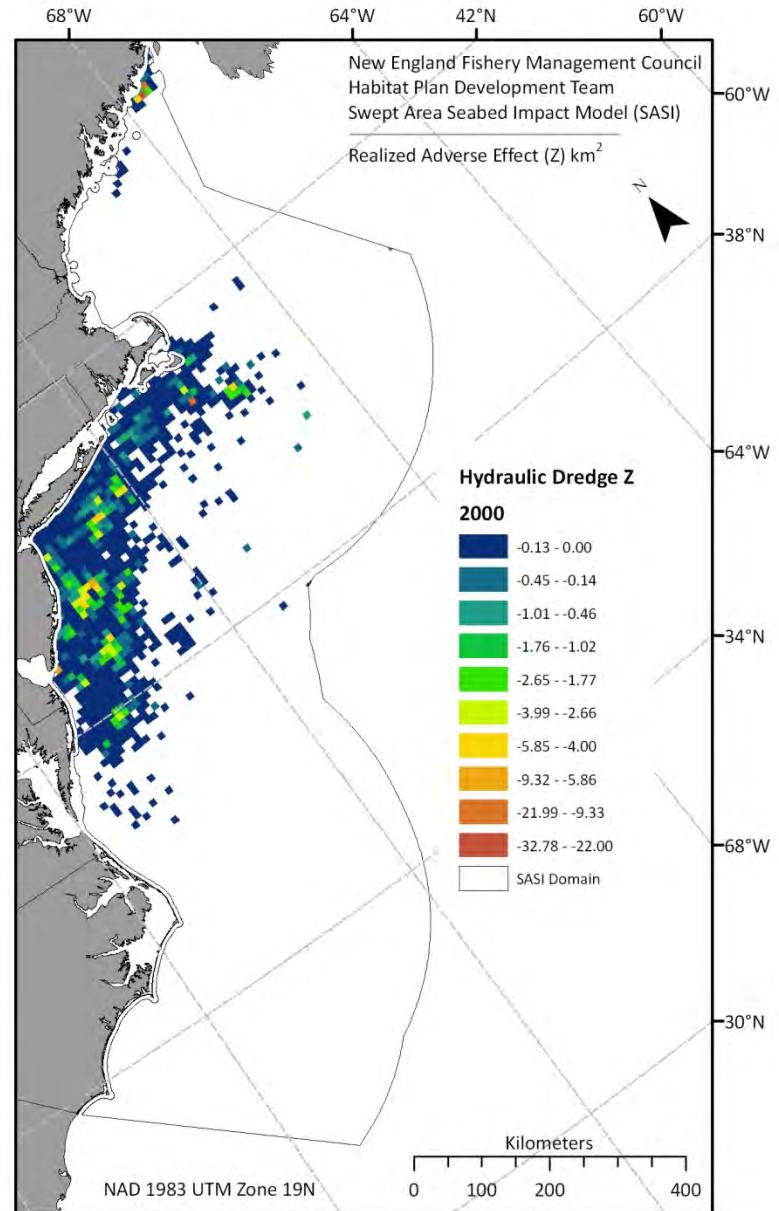 68°W
64°W
42°N
60°W
New England Fishery Management Council
Habitat Plan Development Team
Swept Area Seabed Impact Model (SASI)
Realized Adverse Effect (Z) km²
N
60°W
38°N
64°W
34°N
68°W
30°N
Hydraulic Dredge Z
2000
-0.13 - 0.00
-0.45 - -0.14
-1.01 - -0.46
-1.76 - -1.02
-2.65 - -1.77
-3.99 - -2.66
-5.85 - -4.00
-9.32 - -5.86
-21.99 - -9.33
-32.78 - -22.00
SASI Domain
Kilometers
0 100 200 400
NAD 1983 UTM Zone 19N